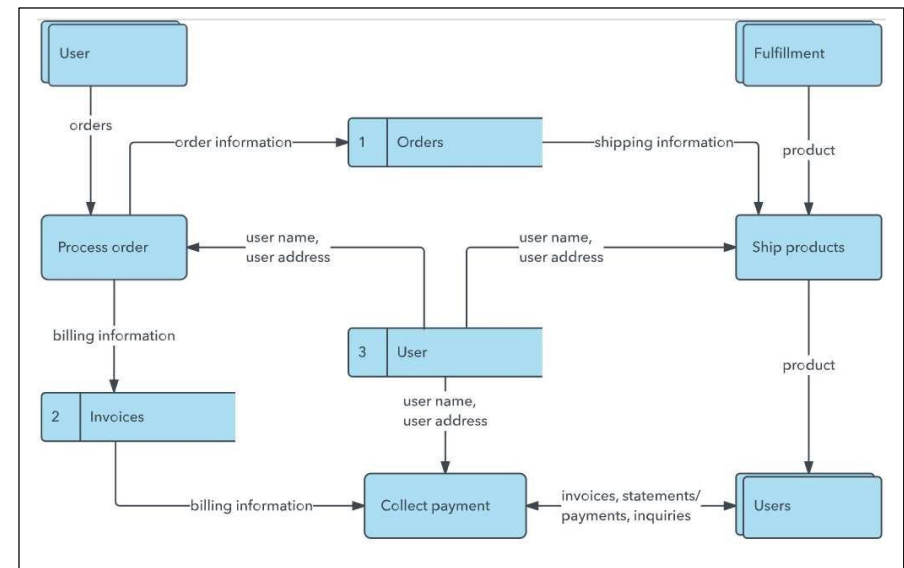 User
Fulfillment
orders
order information
1 Orders
shipping information
product
Process order
user name,
user address
user name,
user address
Ship products
billing information
3 User
product
2 Invoices
user name,
user address
billing information
Collect payment
invoices, statements/
payments, inquiries
Users